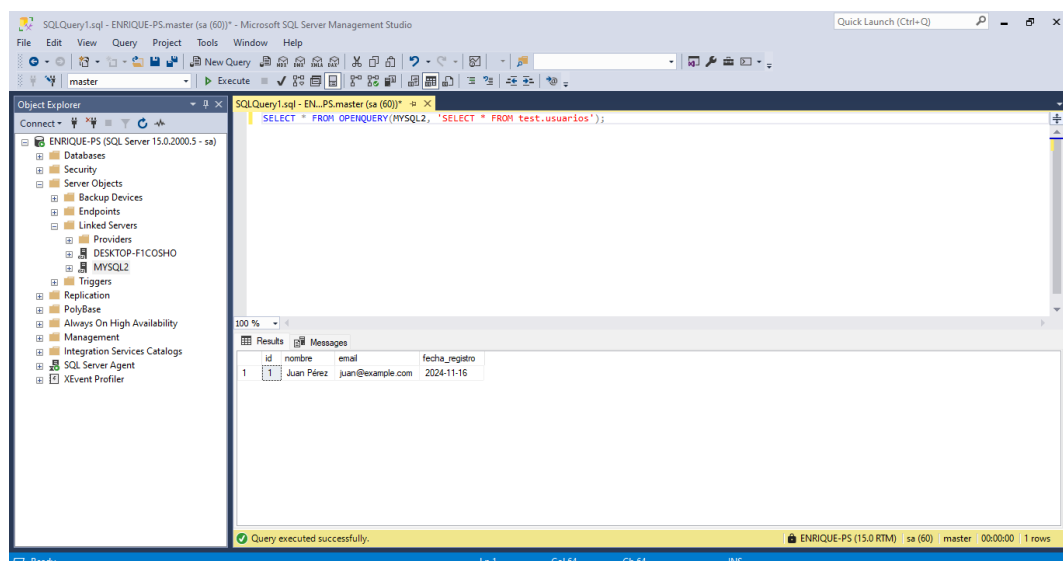 SQLQuery1.sql - ENRIQUE-PS.master (sa (60))* - Microsoft SQL Server Management Studio
Quick Launch (Ctrl+Q)
File Edit View Query Project Tools Window Help
New Query
master
Execute
Object Explorer
SQLQuery1.sql - EN...PS.master (sa (60))*
Connect
SELECT * FROM OPENQUERY(MYSQL2, 'SELECT * FROM test.usuarios');
ENRIQUE-PS (SQL Server 15.0.2000.5 - sa)
Databases
Security
Server Objects
Backup Devices
Endpoints
Linked Servers
Providers
DESKTOP-F1COSHO
MYSQL2
Triggers
Replication
PolyBase
Always On High Availability
Management
Integration Services Catalogs
SQL Server Agent
XEvent Profiler
100 %
Results Messages
id nombre email fecha_registro
1 1 Juan Pérez juan@example.com 2024-11-16
Query executed successfully.
ENRIQUE-PS (15.0 RTM) sa (60) master 00:00:00 1 rows